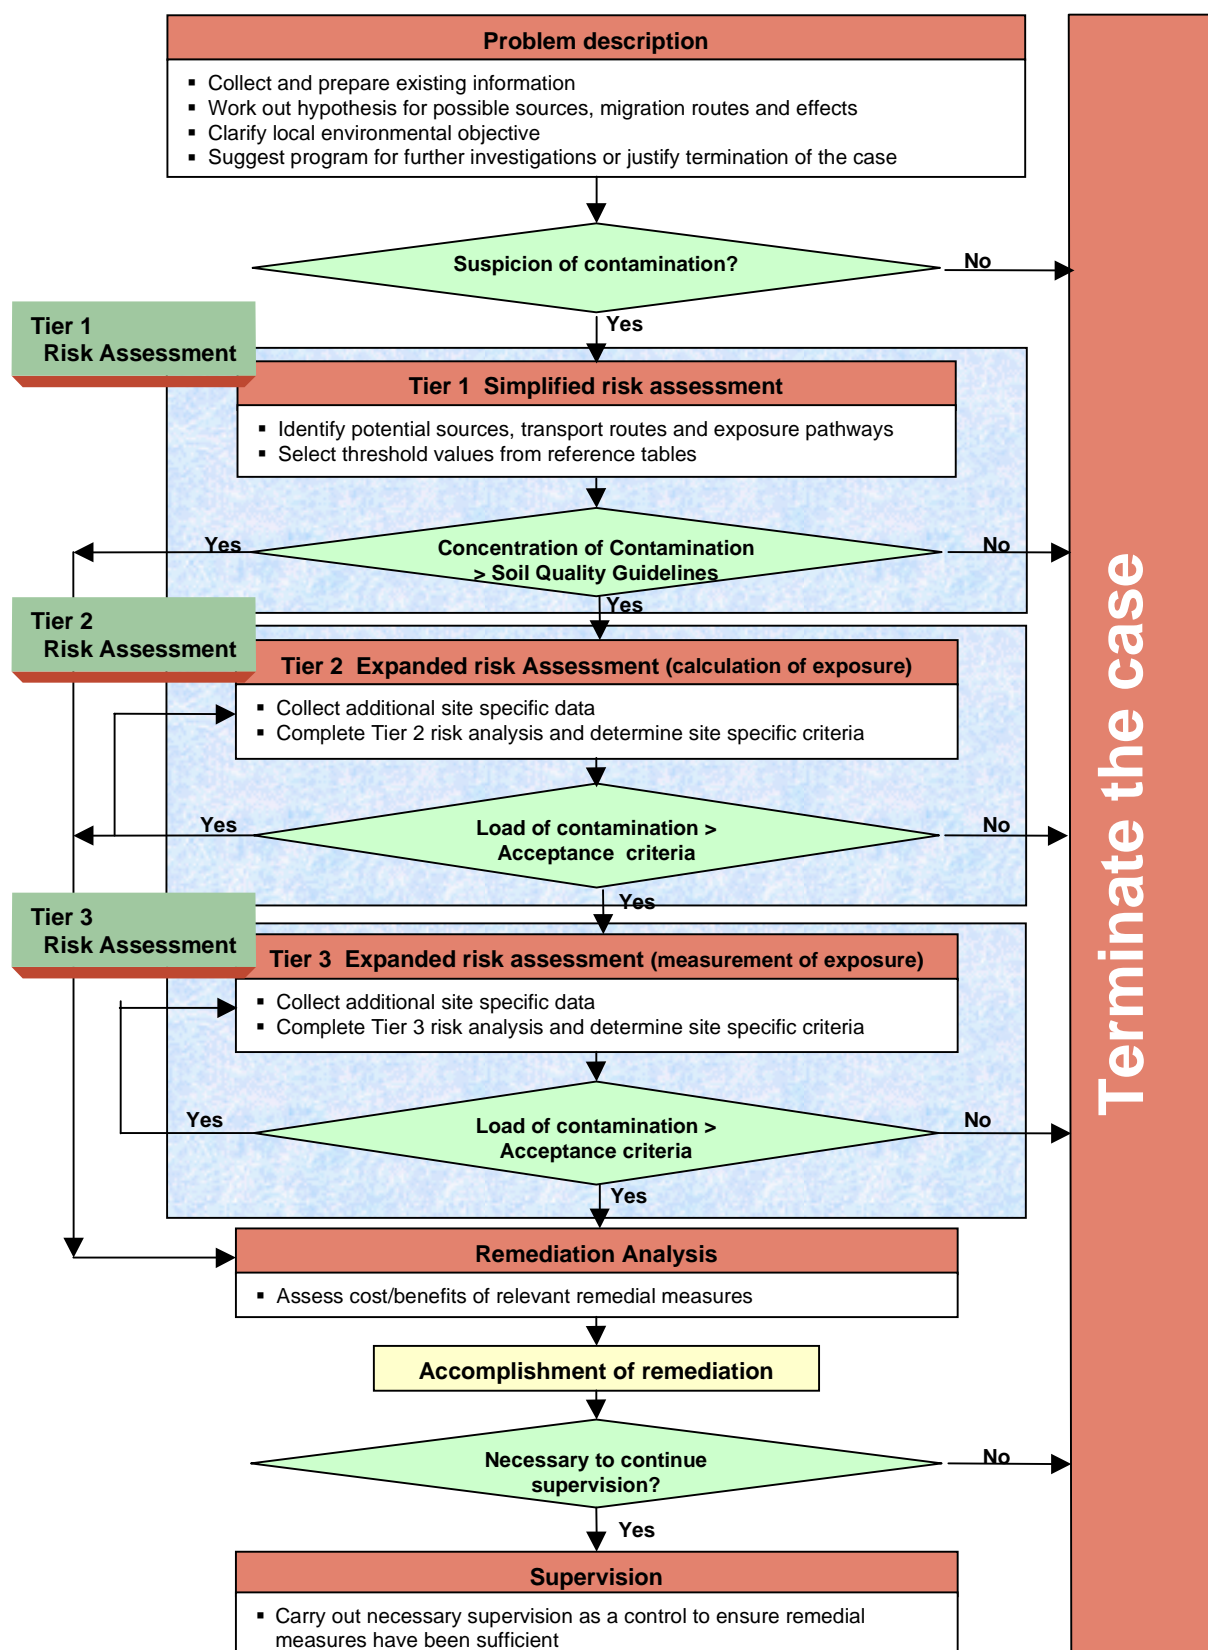 Problem description
▪ Collect and prepare existing information
▪ Work out hypothesis for possible sources, migration routes and effects
▪ Clarify local environmental objective
▪ Suggest program for further investigations or justify termination of the case
Suspicion of contamination?
No
Yes
Tier 1
Risk Assessment
Tier 1 Simplified risk assessment
▪ Identify potential sources, transport routes and exposure pathways
▪ Select threshold values from reference tables
Yes
Concentration of Contamination
> Soil Quality Guidelines
No
Yes
Tier 2
Risk Assessment
Tier 2 Expanded risk Assessment (calculation of exposure)
▪ Collect additional site specific data
▪ Complete Tier 2 risk analysis and determine site specific criteria
Yes
Load of contamination >
Acceptance criteria
No
Yes
Tier 3
Risk Assessment
Tier 3 Expanded risk assessment (measurement of exposure)
▪ Collect additional site specific data
▪ Complete Tier 3 risk analysis and determine site specific criteria
Yes
Load of contamination >
Acceptance criteria
No
Yes
Remediation Analysis
▪ Assess cost/benefits of relevant remedial measures
Accomplishment of remediation
Necessary to continue
supervision?
No
Yes
Supervision
▪ Carry out necessary supervision as a control to ensure remedial
measures have been sufficient
Terminate the case